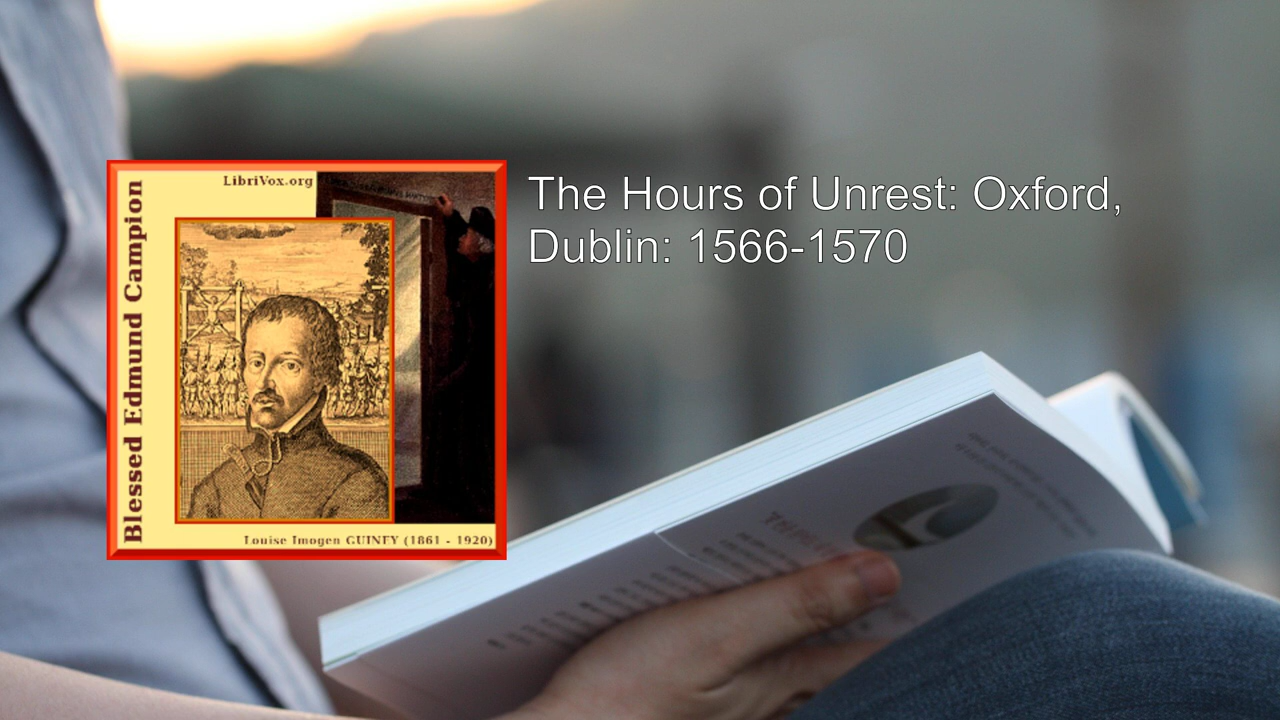 LibriVox.org
Blessed Edmund Campion
Louise Imogen GUINEY (1861 - 1920)
The Hours of Unrest: Oxford,
Dublin: 1566-1570